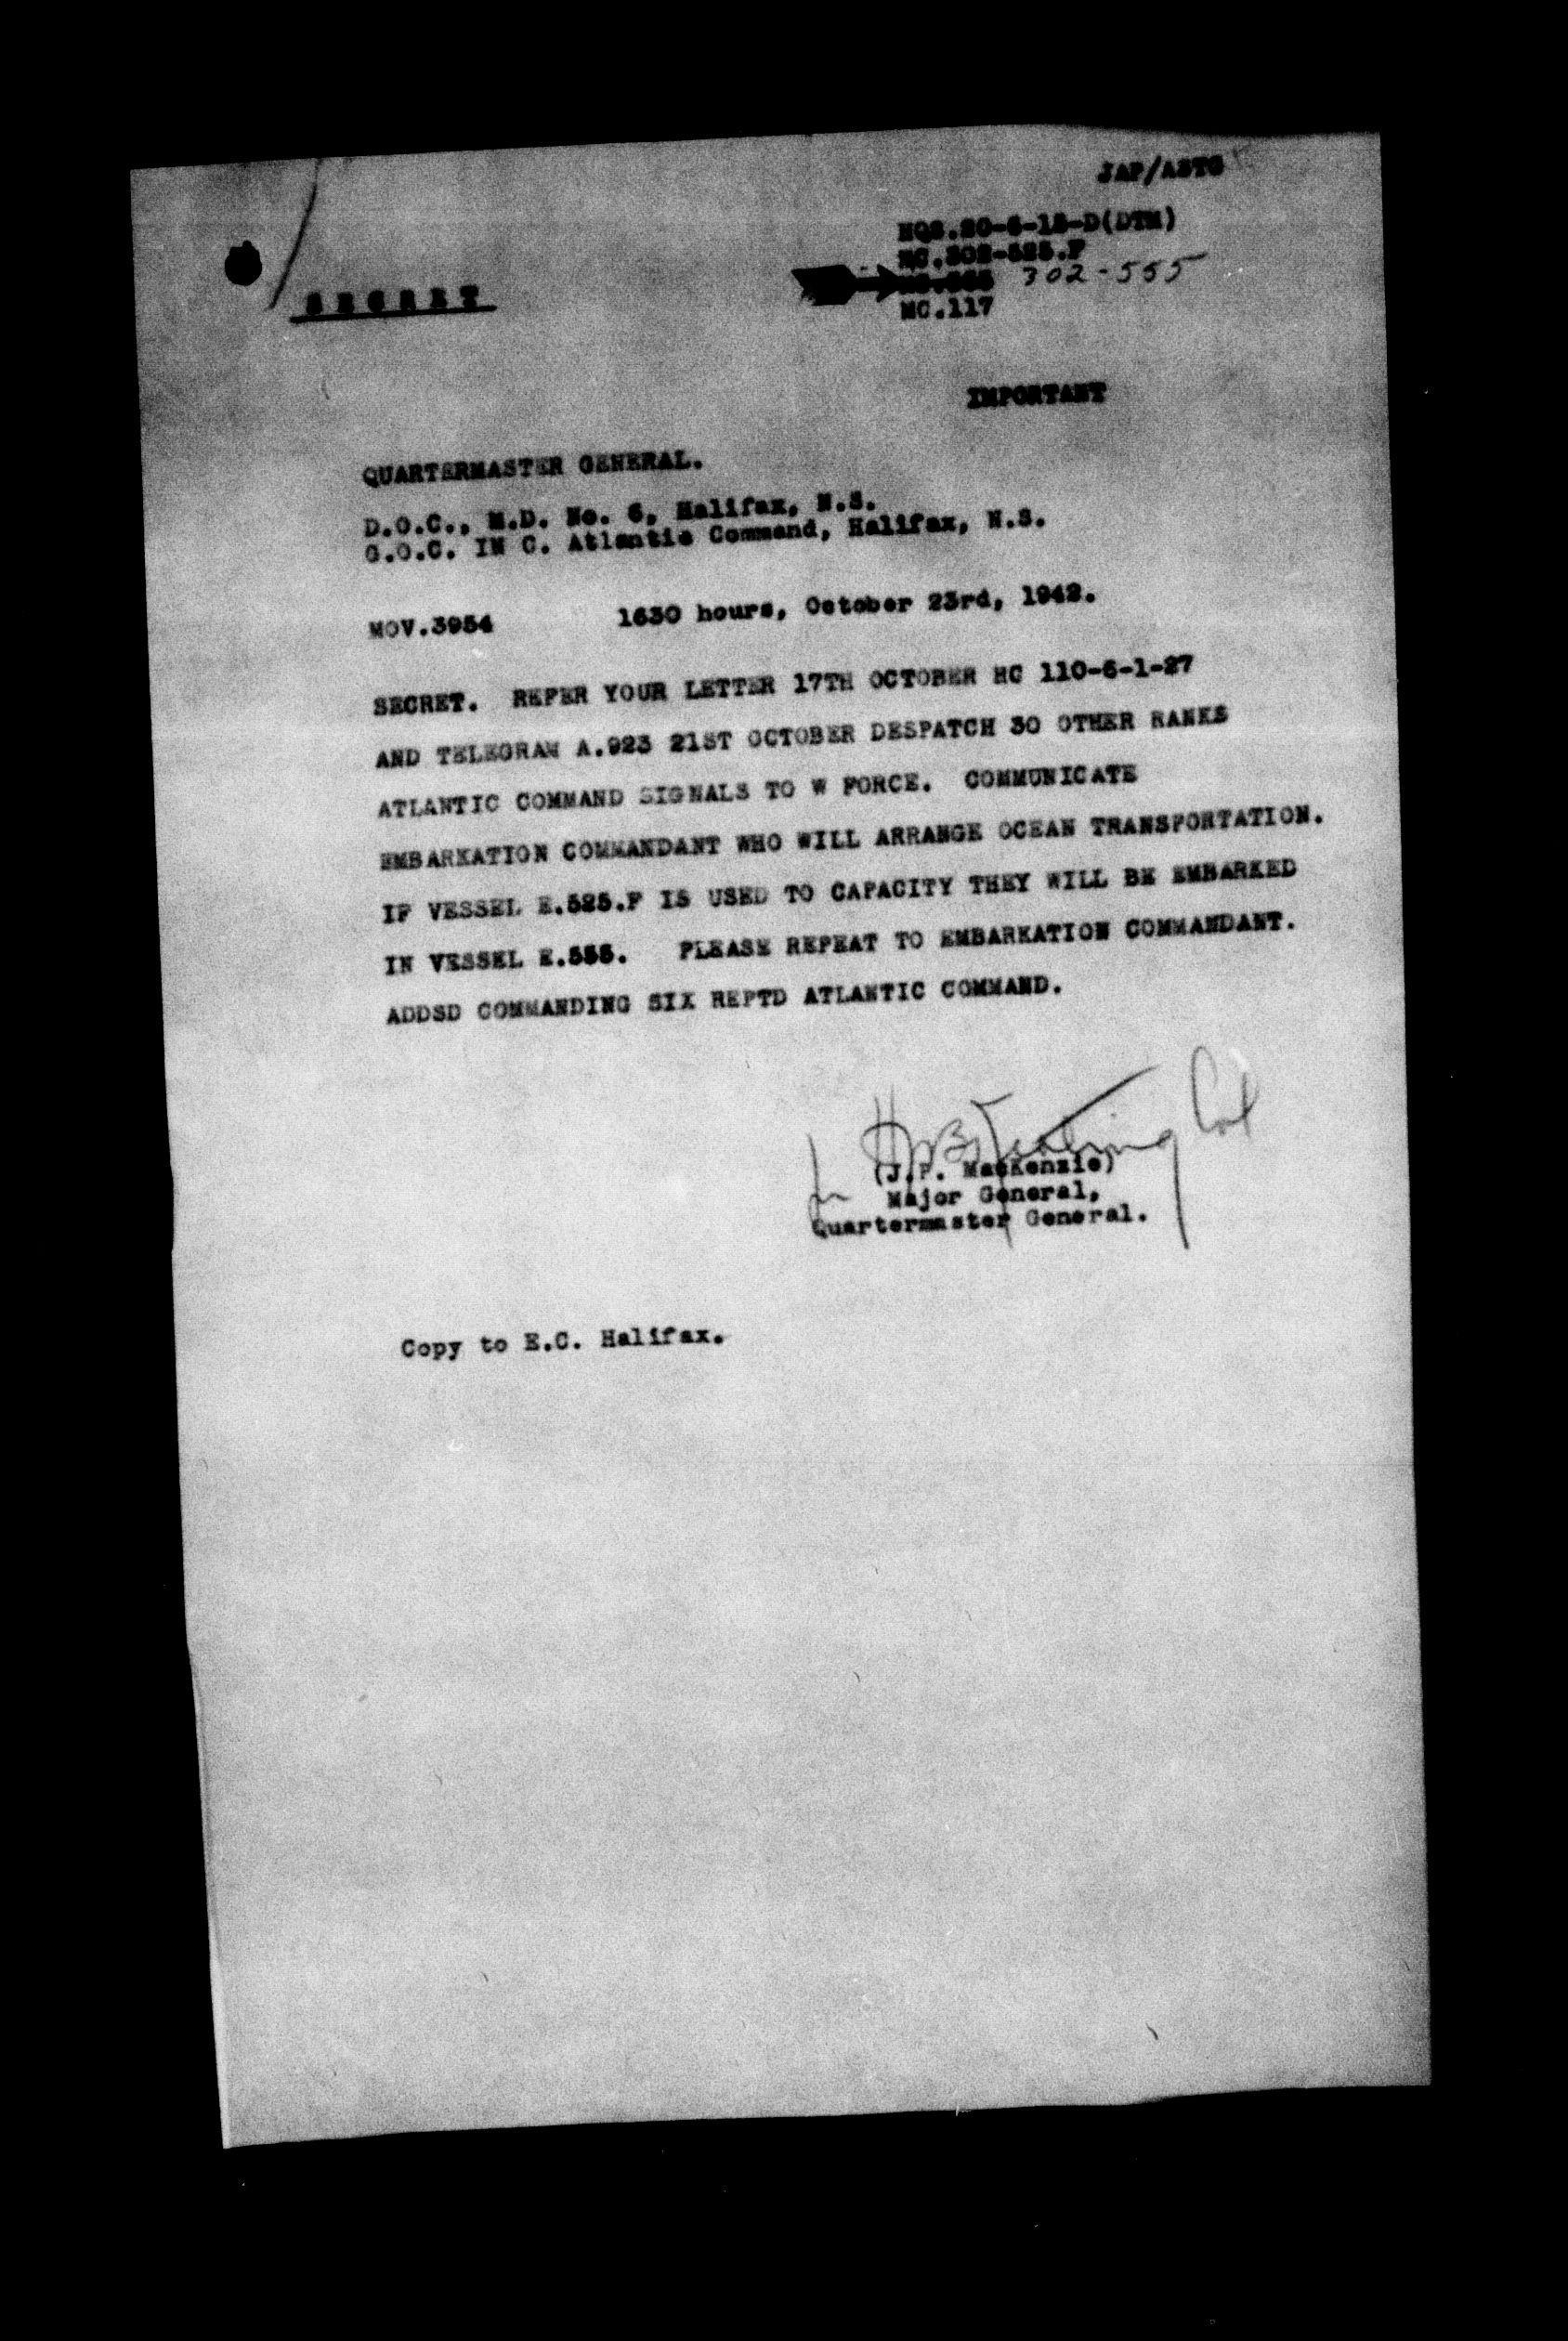 JAP/ASTG
HQS.20-6-15-D(DTM)
HC.302-525.F
302-555
MC.117
SECRET
IMPORTANT
QUARTERMASTER GENERAL.
D.O.C., M.D. No. 6, Halifax, N.S.
G.O.C. IN C. Atlantic Command, Halifax, N.S.
MOV.3954 1630 hours, October 23rd, 1942.
SECRET. REFER YOUR LETTER 17TH OCTOBER HC 110-6-1-27
AND TELEGRAM A.923 21ST OCTOBER DESPATCH 30 OTHER RANKS
ATLANTIC COMMAND SIGNALS TO W FORCE. COMMUNICATE
EMBARKATION COMMANDANT WHO WILL ARRANGE OCEAN TRANSPORTATION.
IF VESSEL E.525.F IS USED TO CAPACITY THEY WILL BE EMBARKED
IN VESSEL E.555. PLEASE REPEAT TO EMBARKATION COMMANDANT.
ADDSD COMMANDING SIX REPTD ATLANTIC COMMAND.
Col
(J.P. MacKenzie)
Major General,
Quartermaster General.
Copy to E.C. Halifax.